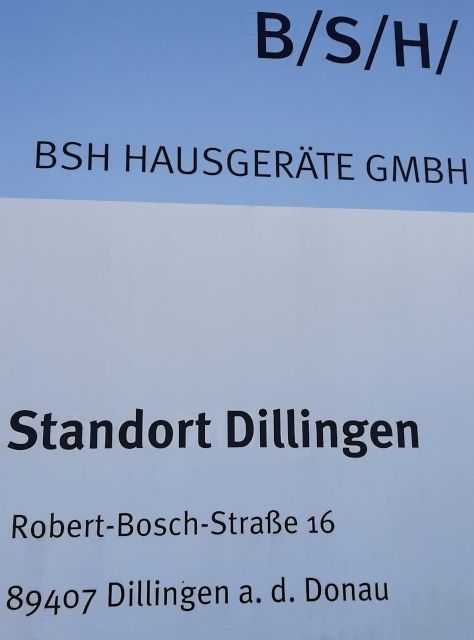 B/S/H/
BSH HAUSGERÄTE GMBH
Standort Dillingen
Robert-Bosch-Straße 16
89407 Dillingen a. d. Donau